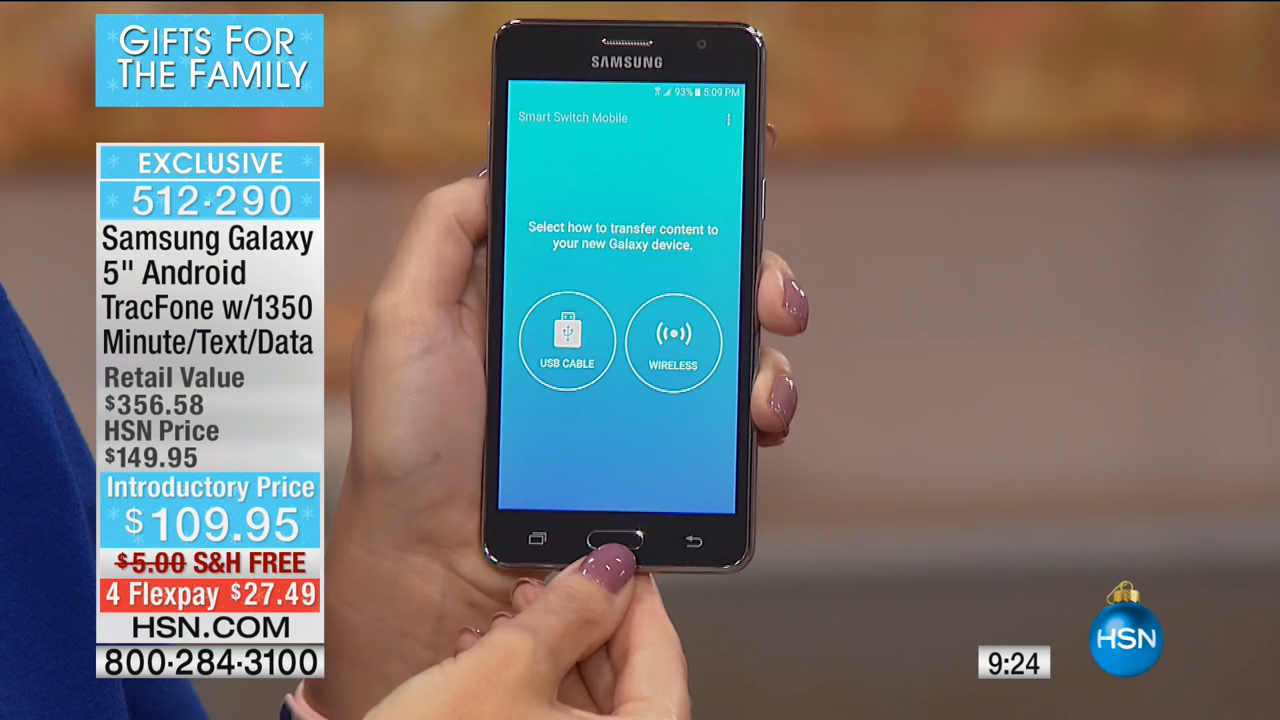 GIFTS FOR
THE FAMILY
EXCLUSIVE
512-290
Samsung Galaxy
5" Android
TracFone w/1350
Minute/Text/Data
Retail Value
$356.58
HSN Price
$149.95
Introductory Price
$109.95
$5.00 S&H FREE
4 Flexpay $27.49
HSN.COM
800-284-3100
SAMSUNG
93% 5:09 PM
Smart Switch Mobile
Select how to transfer content to
your new Galaxy device.
USB CABLE
WIRELESS
HSN
9:24